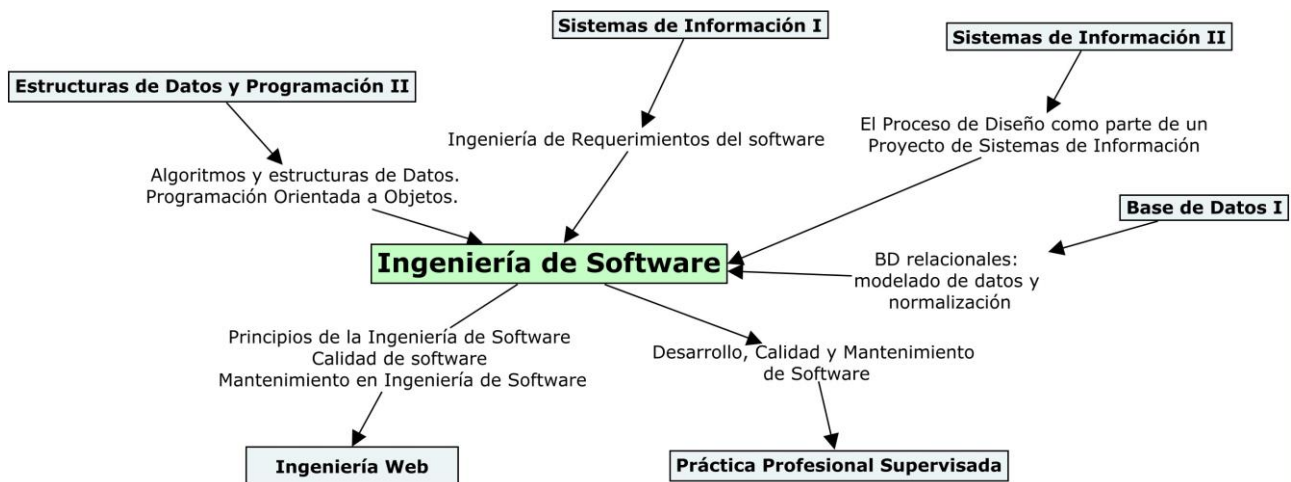 Sistemas de Información I
Sistemas de Información II
Estructuras de Datos y Programación II
Ingeniería de Requerimientos del software
El Proceso de Diseño como parte de un
Proyecto de Sistemas de Información
Algoritmos y estructuras de Datos.
Programación Orientada a Objetos.
Base de Datos I
Ingeniería de Software
BD relacionales:
modelado de datos y
normalización
Principios de la Ingeniería de Software
Calidad de software
Mantenimiento en Ingeniería de Software
Desarrollo, Calidad y Mantenimiento
de Software
Ingeniería Web
Práctica Profesional Supervisada